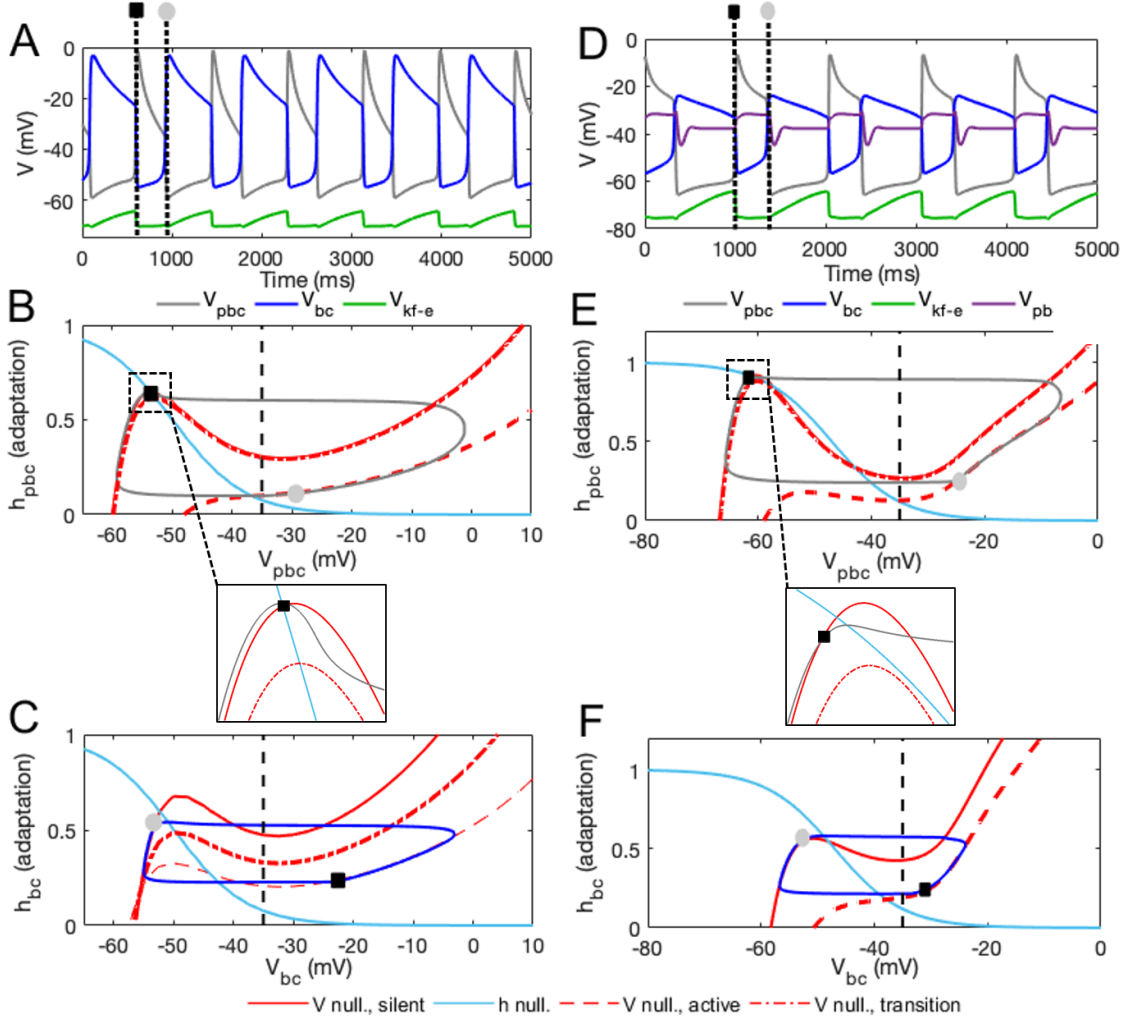 A
V (mV)
0
-20
-40
-60
0 1000 2000 3000 4000 5000
Time (ms)
V_pbc V_bc V_kf-e
D
V (mV)
0
-20
-40
-60
-80
0 1000 2000 3000 4000 5000
Time (ms)
V_pbc V_bc V_kf-e V_pb
B
h_pbc (adaptation)
1
0.5
0
-60 -50 -40 -30 -20 -10 0 10
V_pbc (mV)
E
h_pbc (adaptation)
1
0.5
0
-80 -60 -40 -20 0
V_pbc (mV)
C
h_bc (adaptation)
1
0.5
0
-60 -50 -40 -30 -20 -10 0 10
V_bc (mV)
F
h_bc (adaptation)
1
0.5
0
-80 -60 -40 -20 0
V_bc (mV)
V null., silent h null. V null., active V null., transition